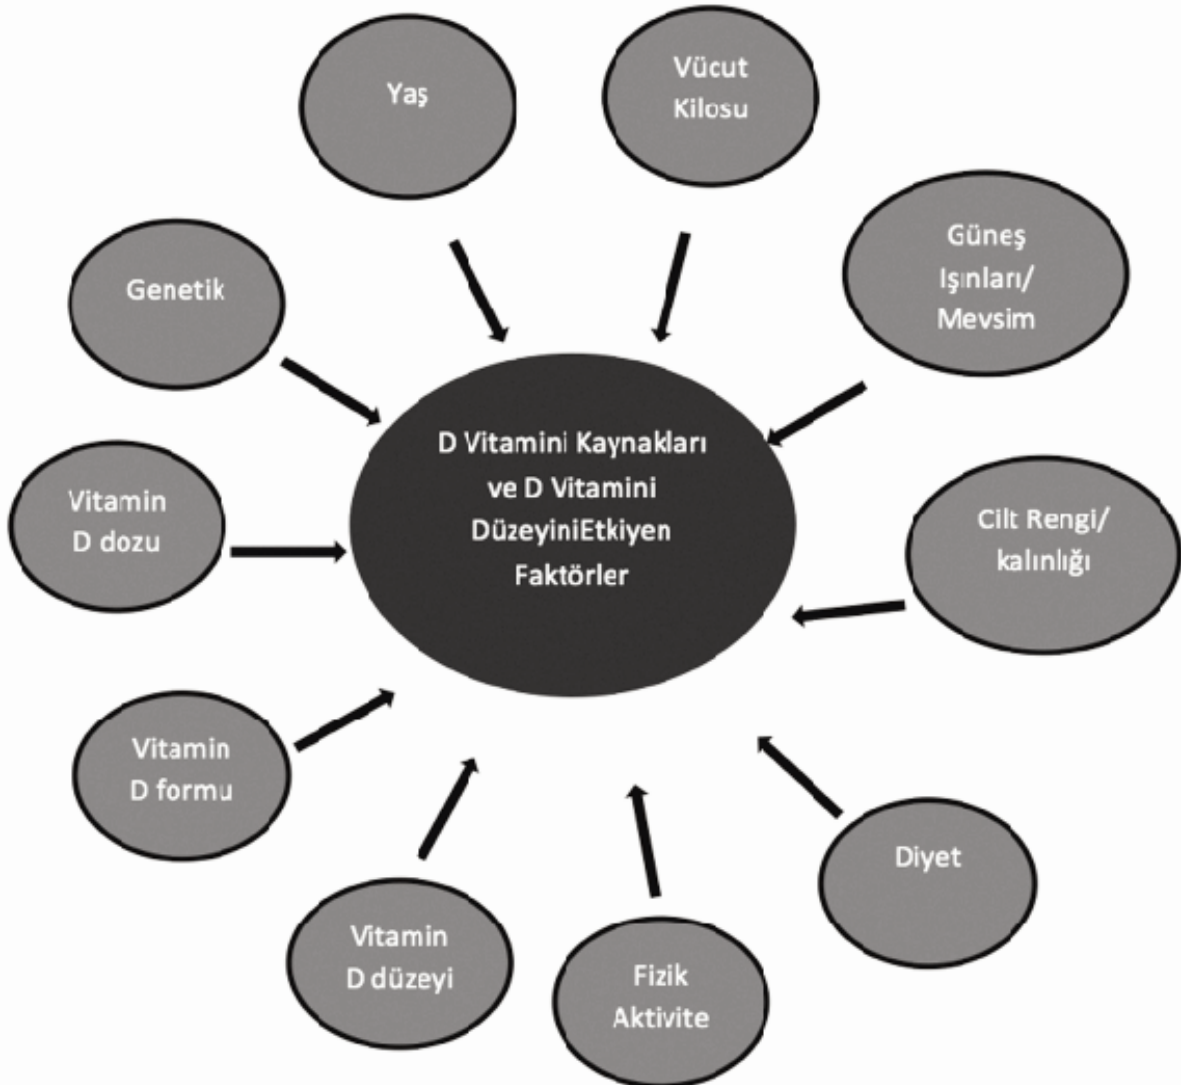 Yaş
Vücut
Kilosu
Güneş
Işınları/
Mevsim
Genetik
D Vitamini Kaynakları
ve D Vitamini
DüzeyiniEtkiyen
Faktörler
Vitamin
D dozu
Cilt Rengi/
kalınlığı
Vitamin
D formu
Diyet
Vitamin
D düzeyi
Fizik
Aktivite